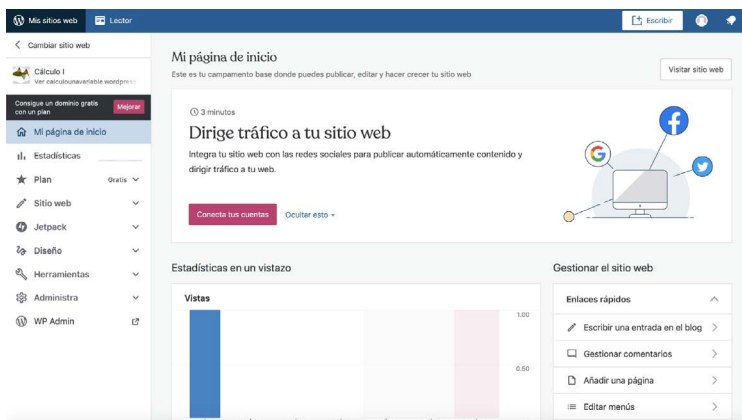 Mis sitios web
Lector
Escribir
Cambiar sitio web
Cálculo I
Ver calculounavariable.wordpress
Consigue un dominio gratis
con un plan
Mejorar
Mi página de inicio
Estadísticas
Plan
Gratis
Sitio web
Jetpack
Diseño
Herramientas
Administra
WP Admin
Mi página de inicio
Este es tu campamento base donde puedes publicar, editar y hacer crecer tu sitio web
Visitar sitio web
3 minutos
Dirige tráfico a tu sitio web
Integra tu sitio web con las redes sociales para publicar automáticamente contenido y
dirigir tráfico a tu web.
Conecta tus cuentas
Ocultar esto
Estadísticas en un vistazo
Vistas
1.00
0.50
Gestionar el sitio web
Enlaces rápidos
Escribir una entrada en el blog
Gestionar comentarios
Añadir una página
Editar menús